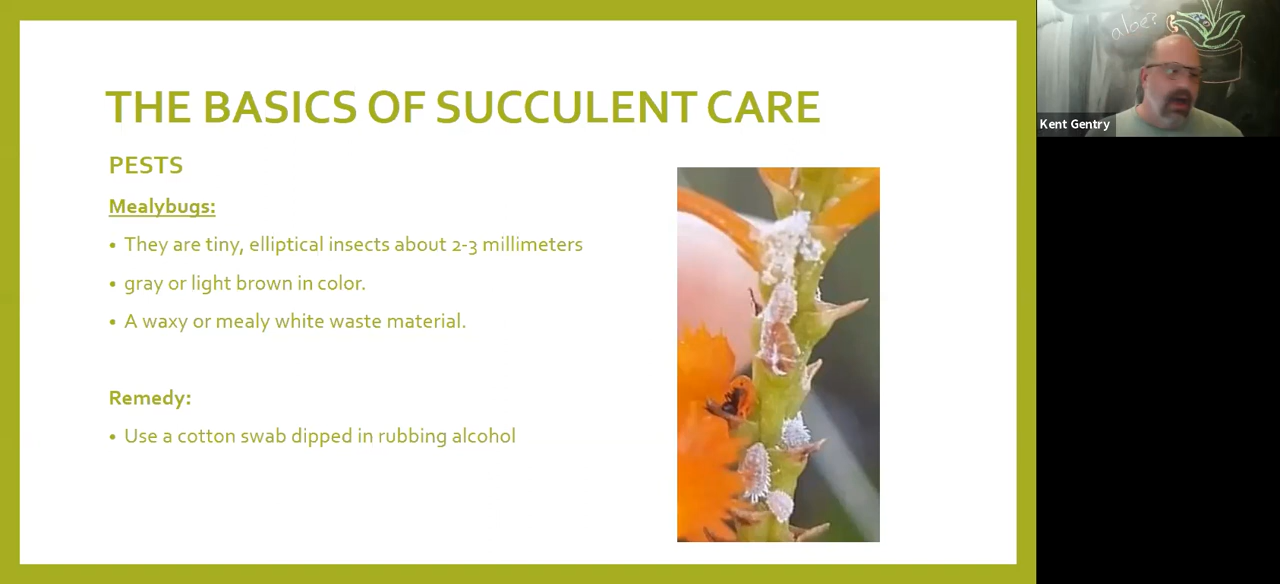 THE BASICS OF SUCCULENT CARE
PESTS
Mealybugs:
• They are tiny, elliptical insects about 2-3 millimeters
• gray or light brown in color.
• A waxy or mealy white waste material.
Remedy:
• Use a cotton swab dipped in rubbing alcohol
aloe?
Kent Gentry